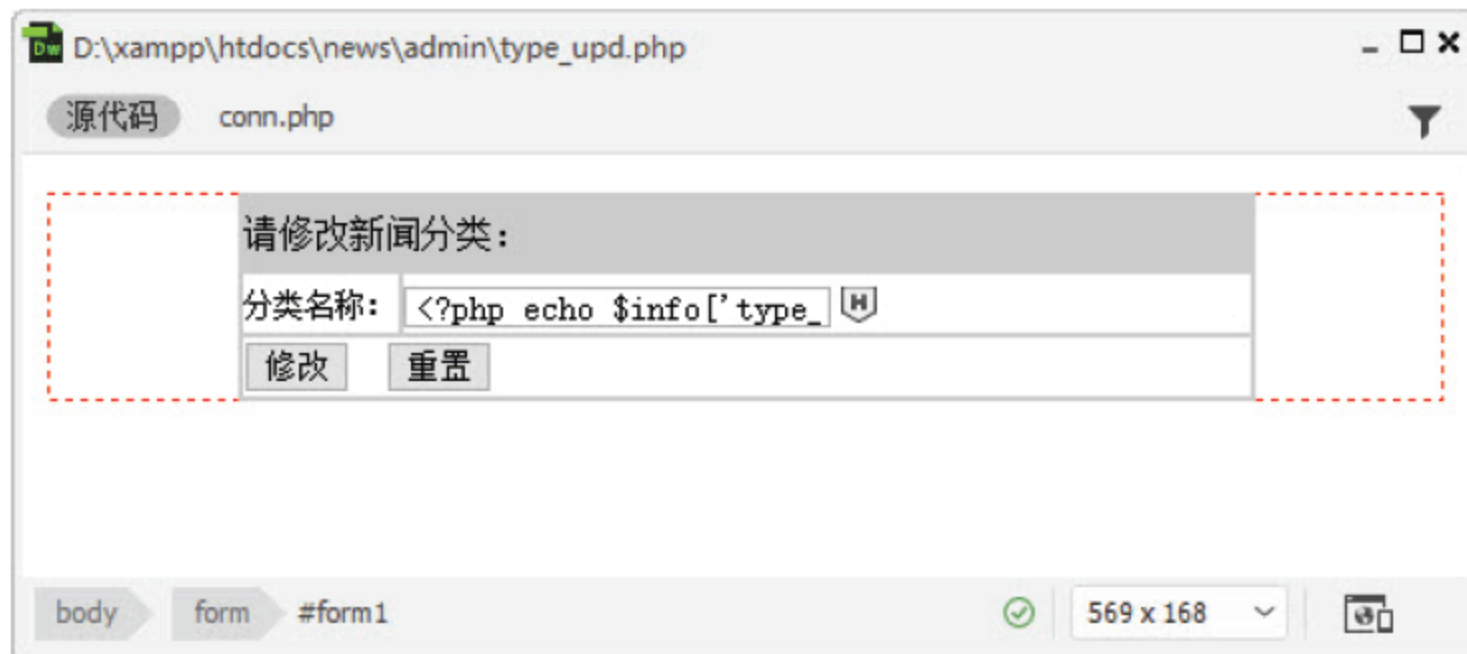 Dw D:\xampp\htdocs\news\admin\type_upd.php
源代码 conn.php
请修改新闻分类：
分类名称： <?php echo $info['type_ H
修改 重置
body form #form1 569 x 168